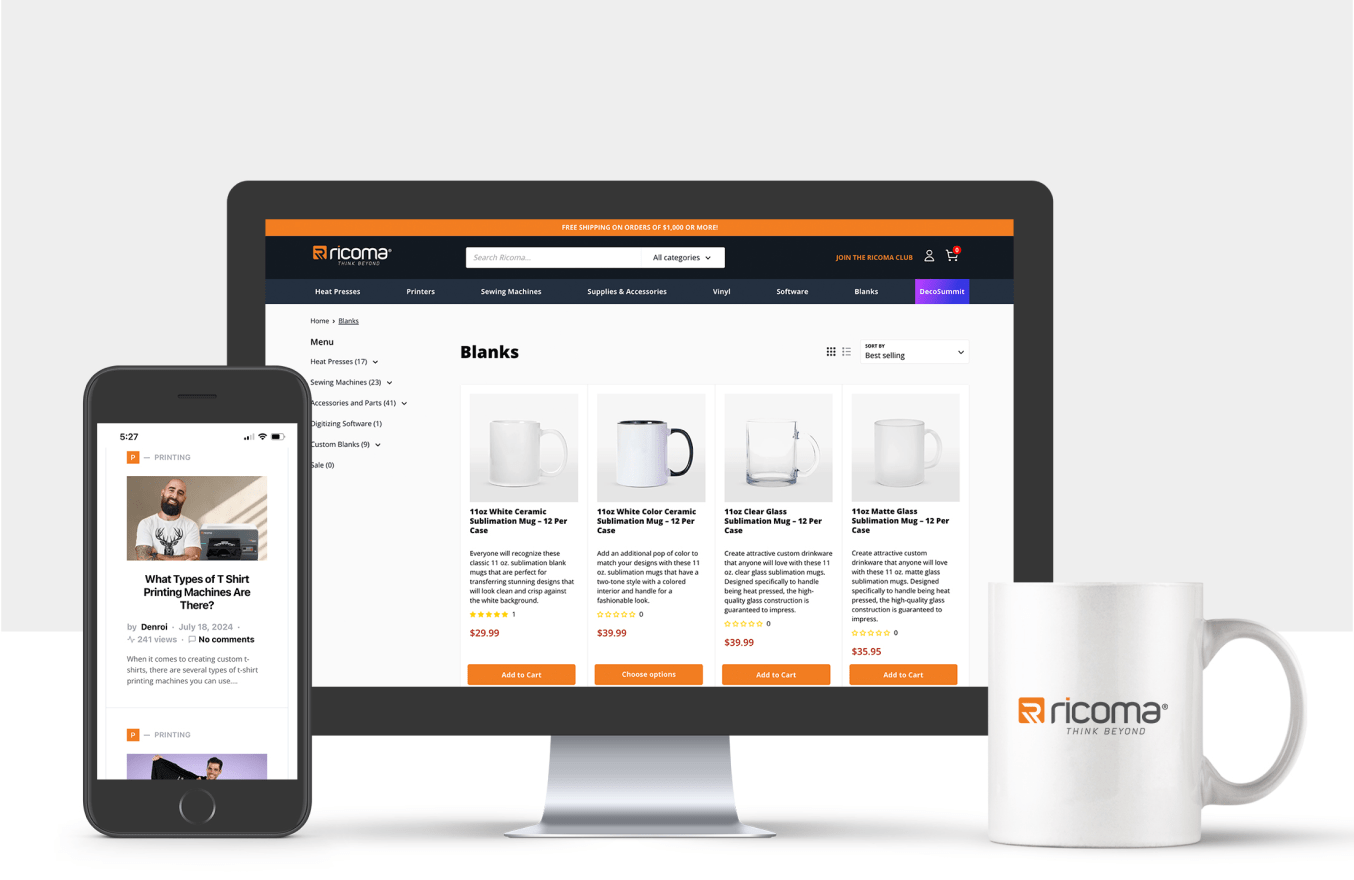 FREE SHIPPING ON ORDERS OF $1,000 OR MORE!
ricoma®
THINK BEYOND
Search Ricoma...
All categories
JOIN THE RICOMA CLUB
0
Heat Presses
Printers
Sewing Machines
Supplies & Accessories
Vinyl
Software
Blanks
DecoSummit
Home › Blanks
Menu
Heat Presses (17)
Sewing Machines (23)
Accessories and Parts (41)
Digitizing Software (1)
Custom Blanks (9)
Sale (0)
Blanks
SORT BY
Best selling
11oz White Ceramic
Sublimation Mug – 12 Per
Case
Everyone will recognize these
classic 11 oz. sublimation blank
mugs that are perfect for
transferring stunning designs that
will look clean and crisp against
the white background.
1
$29.99
Add to Cart
11oz White Color Ceramic
Sublimation Mug – 12 Per
Case
Add an additional pop of color to
match your designs with these 11
oz. sublimation mugs that have a
two-tone style with a colored
interior and handle for a
fashionable look.
0
$39.99
Choose options
11oz Clear Glass
Sublimation Mug – 12 Per
Case
Create attractive custom drinkware
that anyone will love with these 11
oz. clear glass sublimation mugs.
Designed specifically to handle
being heat pressed, the high-
quality glass construction is
guaranteed to impress.
0
$39.99
Add to Cart
11oz Matte Glass
Sublimation Mug – 12 Per
Case
Create attractive custom
drinkware that anyone will love
with these 11 oz. matte glass
sublimation mugs. Designed
specifically to handle being heat
pressed, the high-quality glass
construction is guaranteed to
impress.
0
$35.95
Add to Cart
5:27
P — PRINTING
What Types of T Shirt
Printing Machines Are
There?
by Denroi · July 18, 2024 ·
241 views · No comments
When it comes to creating custom t-
shirts, there are several types of t-shirt
printing machines you can use....
P — PRINTING
ricoma®
THINK BEYOND